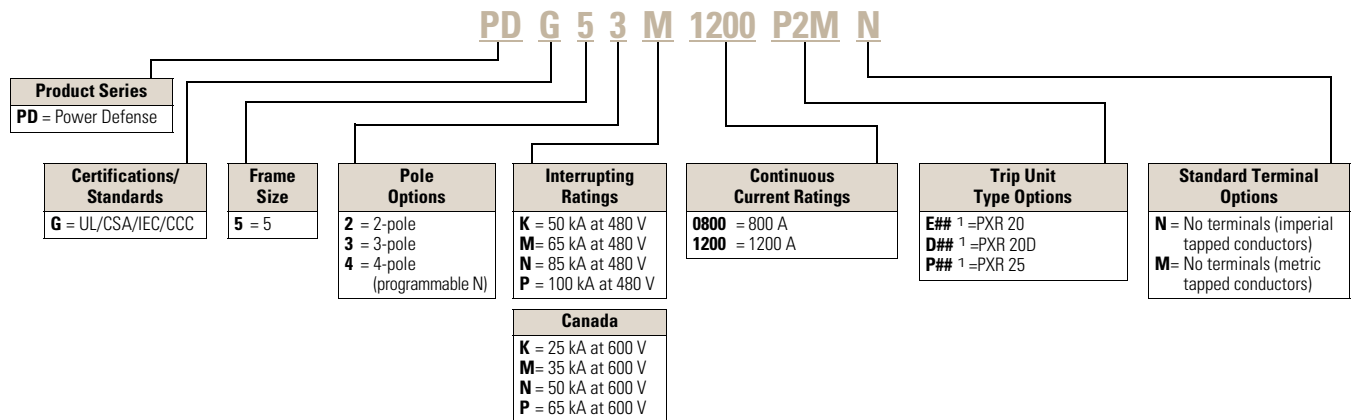 PD G 5 3 M 1200 P2M N
Product Series
PD = Power Defense
Certifications/
Standards
G = UL/CSA/IEC/CCC
Frame
Size
5 = 5
Pole
Options
2 = 2-pole
3 = 3-pole
4 = 4-pole
(programmable N)
Interrupting
Ratings
K = 50 kA at 480 V
M= 65 kA at 480 V
N = 85 kA at 480 V
P = 100 kA at 480 V
Canada
K = 25 kA at 600 V
M= 35 kA at 600 V
N = 50 kA at 600 V
P = 65 kA at 600 V
Continuous
Current Ratings
0800 = 800 A
1200 = 1200 A
Trip Unit
Type Options
E## 1 =PXR 20
D## 1 =PXR 20D
P## 1 =PXR 25
Standard Terminal
Options
N = No terminals (imperial
tapped conductors)
M= No terminals (metric
tapped conductors)